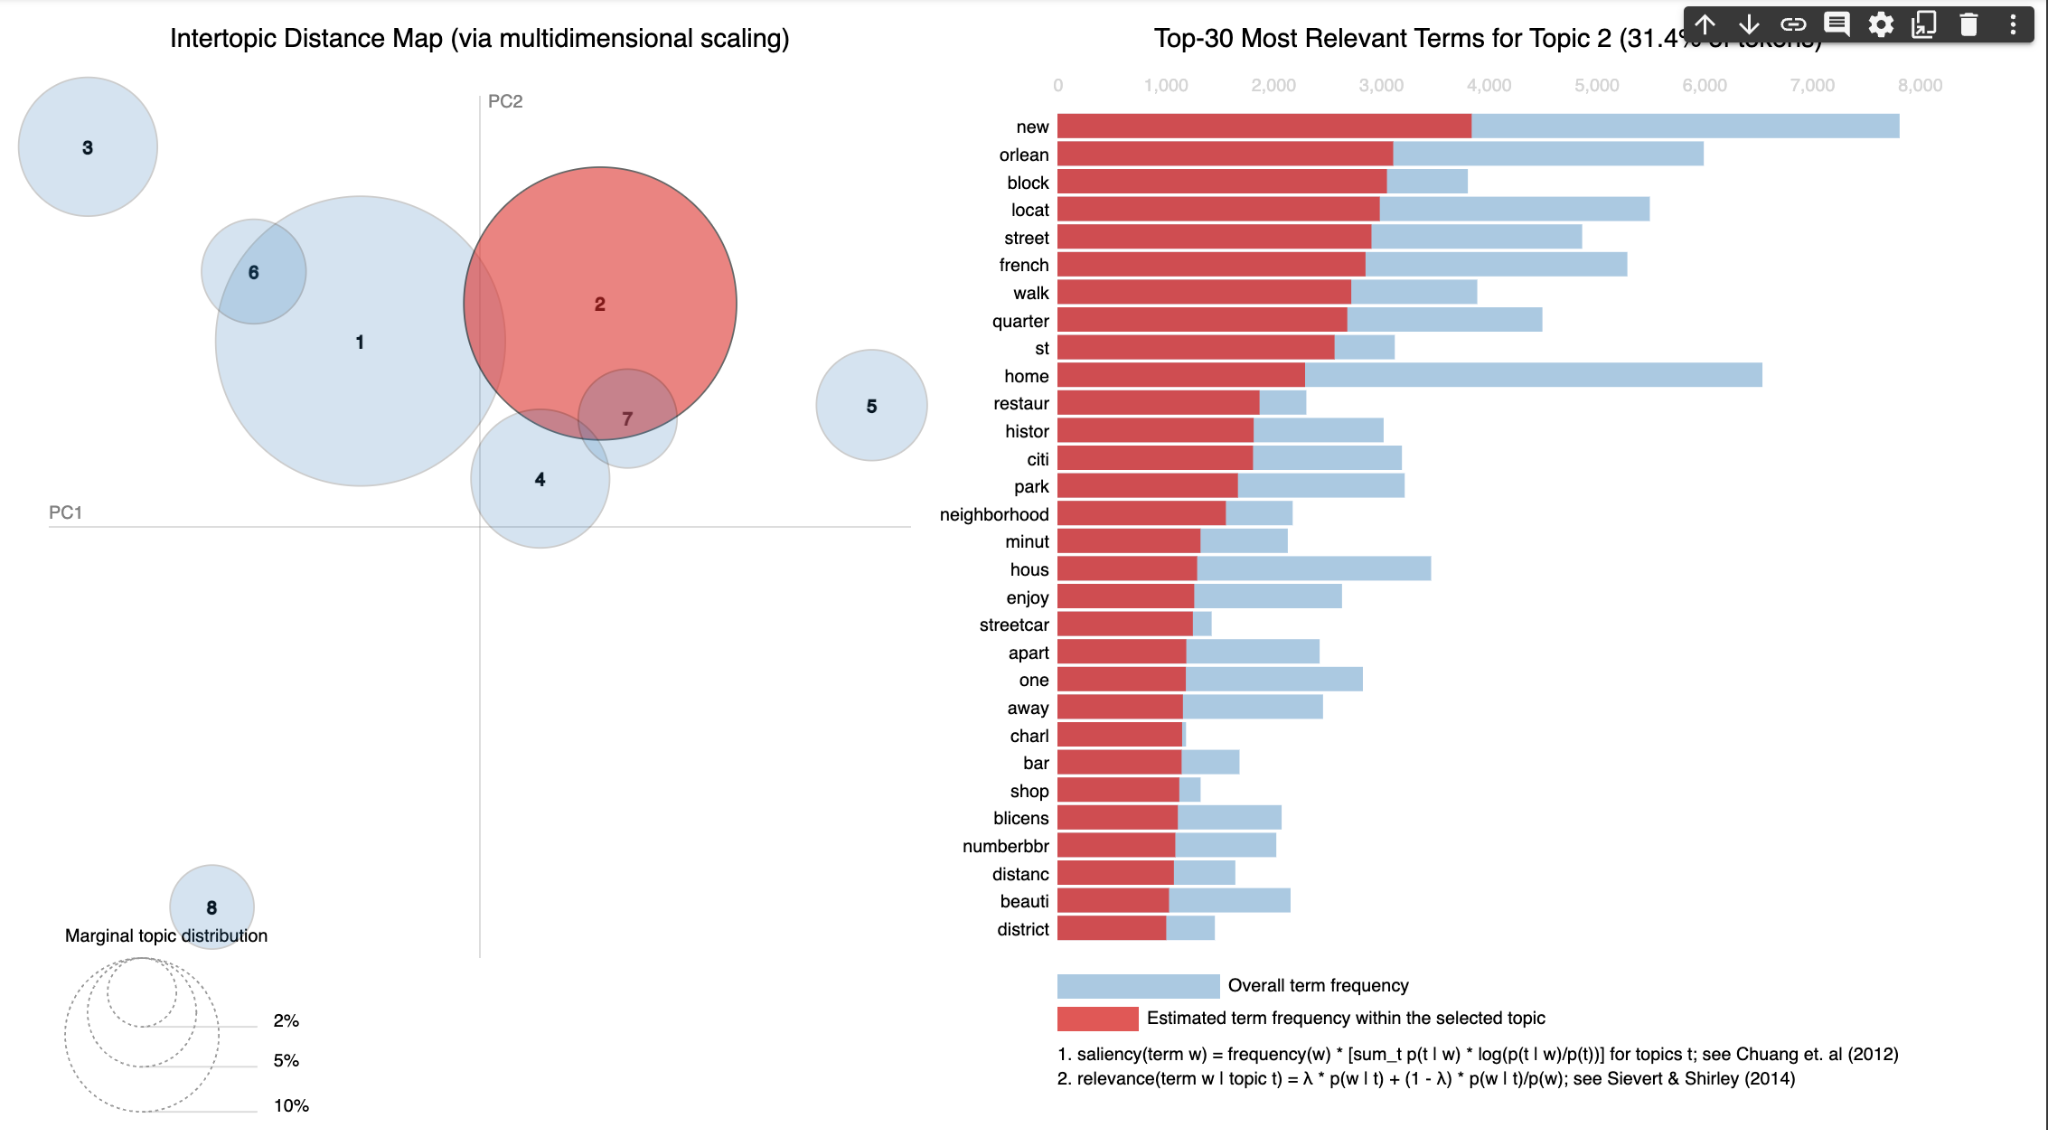 Intertopic Distance Map (via multidimensional scaling)
PC2
PC1
3
6
1
2
7
4
5
8
Marginal topic distribution
2%
5%
10%
Top-30 Most Relevant Terms for Topic 2 (31.4% of tokens)
0 1,000 2,000 3,000 4,000 5,000 6,000 7,000 8,000
new
orlean
block
locat
street
french
walk
quarter
st
home
restaur
histor
citi
park
neighborhood
minut
hous
enjoy
streetcar
apart
one
away
charl
bar
shop
blicens
numberbbr
distanc
beauti
district
Overall term frequency
Estimated term frequency within the selected topic
1. saliency(term w) = frequency(w) * [sum_t p(t | w) * log(p(t | w)/p(t))] for topics t; see Chuang et. al (2012)
2. relevance(term w | topic t) = λ * p(w | t) + (1 - λ) * p(w | t)/p(w); see Sievert & Shirley (2014)